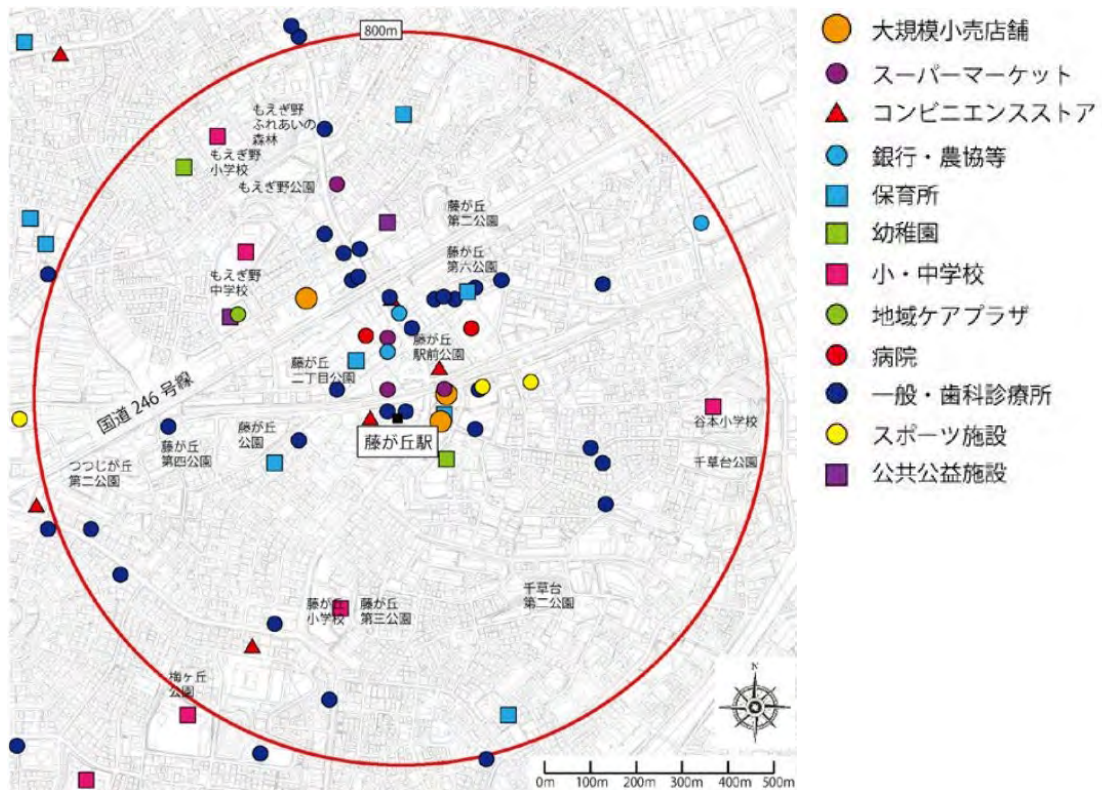 800m
もえぎ野
ふれあいの
森林
もえぎ野
小学校
もえぎ野公園
藤が丘
第二公園
藤が丘
第六公園
もえぎ野
中学校
藤が丘
駅前公園
藤が丘
二丁目公園
国道246号線
谷本小学校
藤が丘
公園
藤が丘駅
藤が丘
第四公園
千草台公園
つつじが丘
第二公園
千草台
第二公園
藤が丘
小学校
藤が丘
第三公園
梅ヶ丘
公園
N
0m 100m 200m 300m 400m 500m
大規模小売店舗
スーパーマーケット
コンビニエンスストア
銀行・農協等
保育所
幼稚園
小・中学校
地域ケアプラザ
病院
一般・歯科診療所
スポーツ施設
公共公益施設